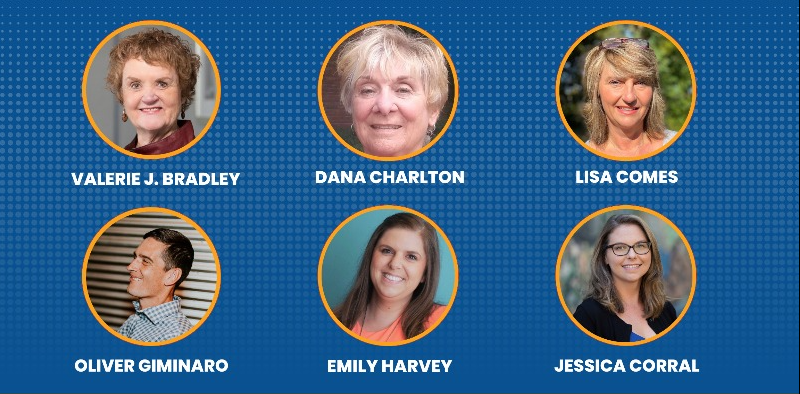 VALERIE J. BRADLEY
DANA CHARLTON
LISA COMES
OLIVER GIMINARO
EMILY HARVEY
JESSICA CORRAL